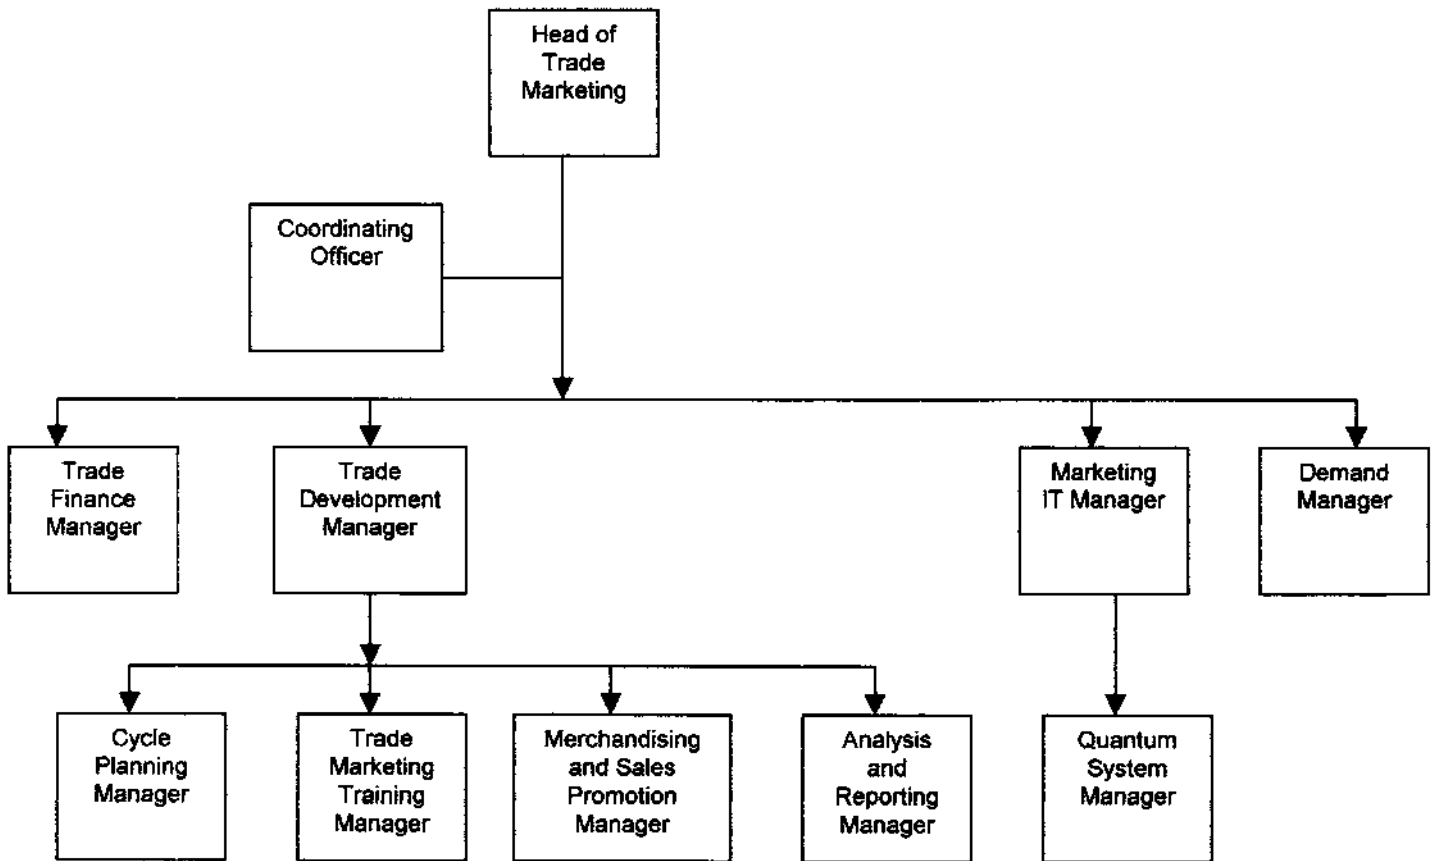 Head of
Trade
Marketing
Coordinating
Officer
Trade
Finance
Manager
Trade
Development
Manager
Marketing
IT Manager
Demand
Manager
Cycle
Planning
Manager
Trade
Marketing
Training
Manager
Merchandising
and Sales
Promotion
Manager
Analysis
and
Reporting
Manager
Quantum
System
Manager